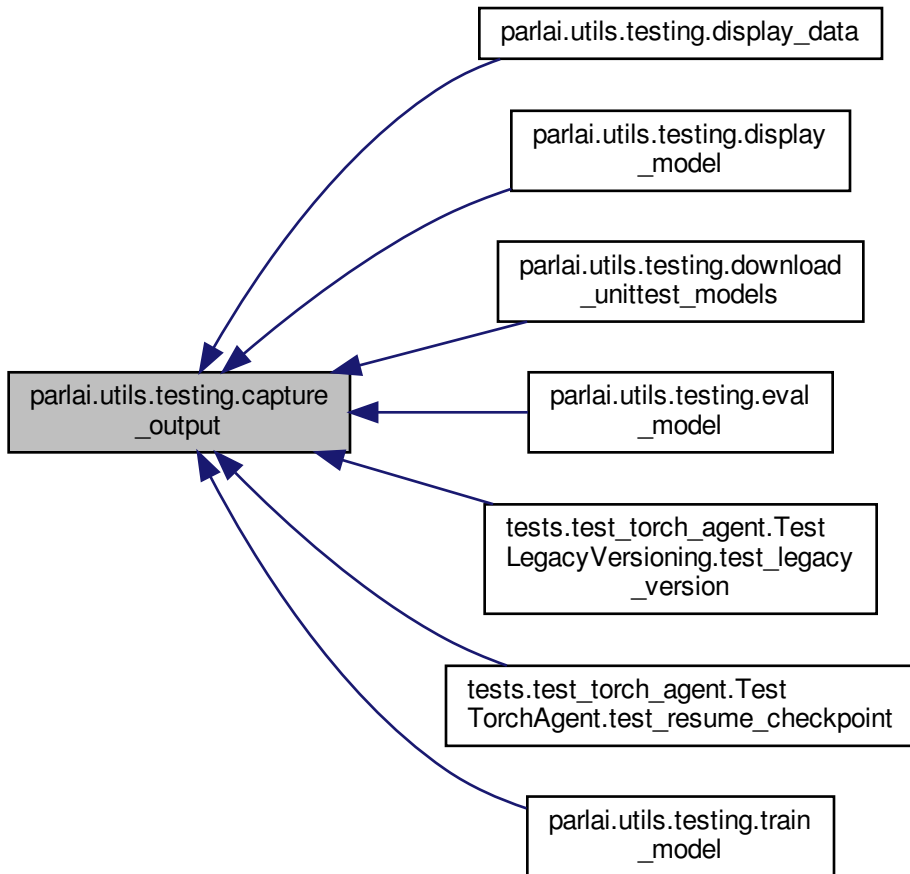 parlai.utils.testing.display_data
parlai.utils.testing.display
_model
parlai.utils.testing.download
_unittest_models
parlai.utils.testing.capture
_output
parlai.utils.testing.eval
_model
tests.test_torch_agent.Test
LegacyVersioning.test_legacy
_version
tests.test_torch_agent.Test
TorchAgent.test_resume_checkpoint
parlai.utils.testing.train
_model